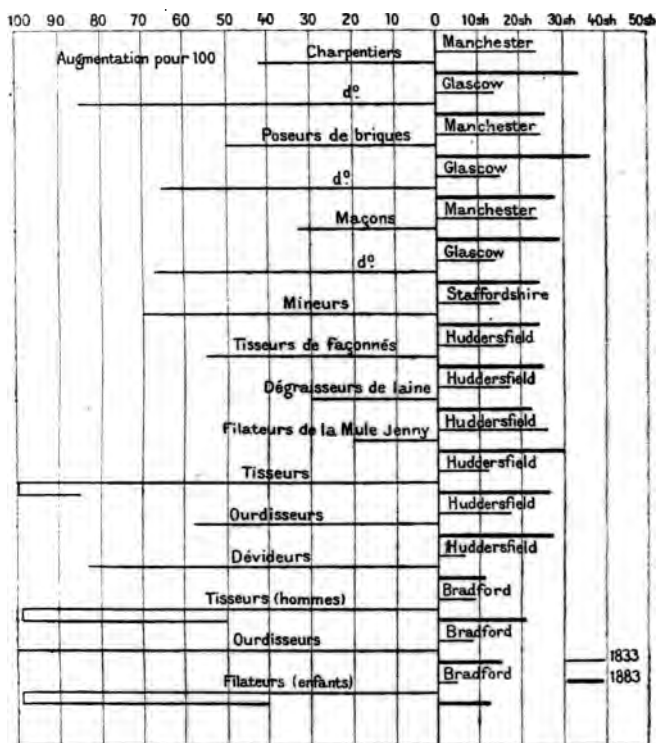 100 90 80 70 60 50 40 30 20 10 0 10sh 20sh 30sh 40sh 50sh
Augmentation pour 100
Charpentiers Manchester
dº. Glascow
Poseurs de briques Manchester
dº. Glascow
Maçons Manchester
dº. Glascow
Mineurs Staffordshire
Tisseurs de façonnés Huddersfield
Dégraisseurs de laine Huddersfield
Filateurs de la Mule Jenny Huddersfield
Tisseurs Huddersfield
Ourdisseurs Huddersfield
Dévideurs Huddersfield
Tisseurs (hommes) Bradford
Ourdisseurs Bradford
Filateurs (enfants) Bradford
1833
1883